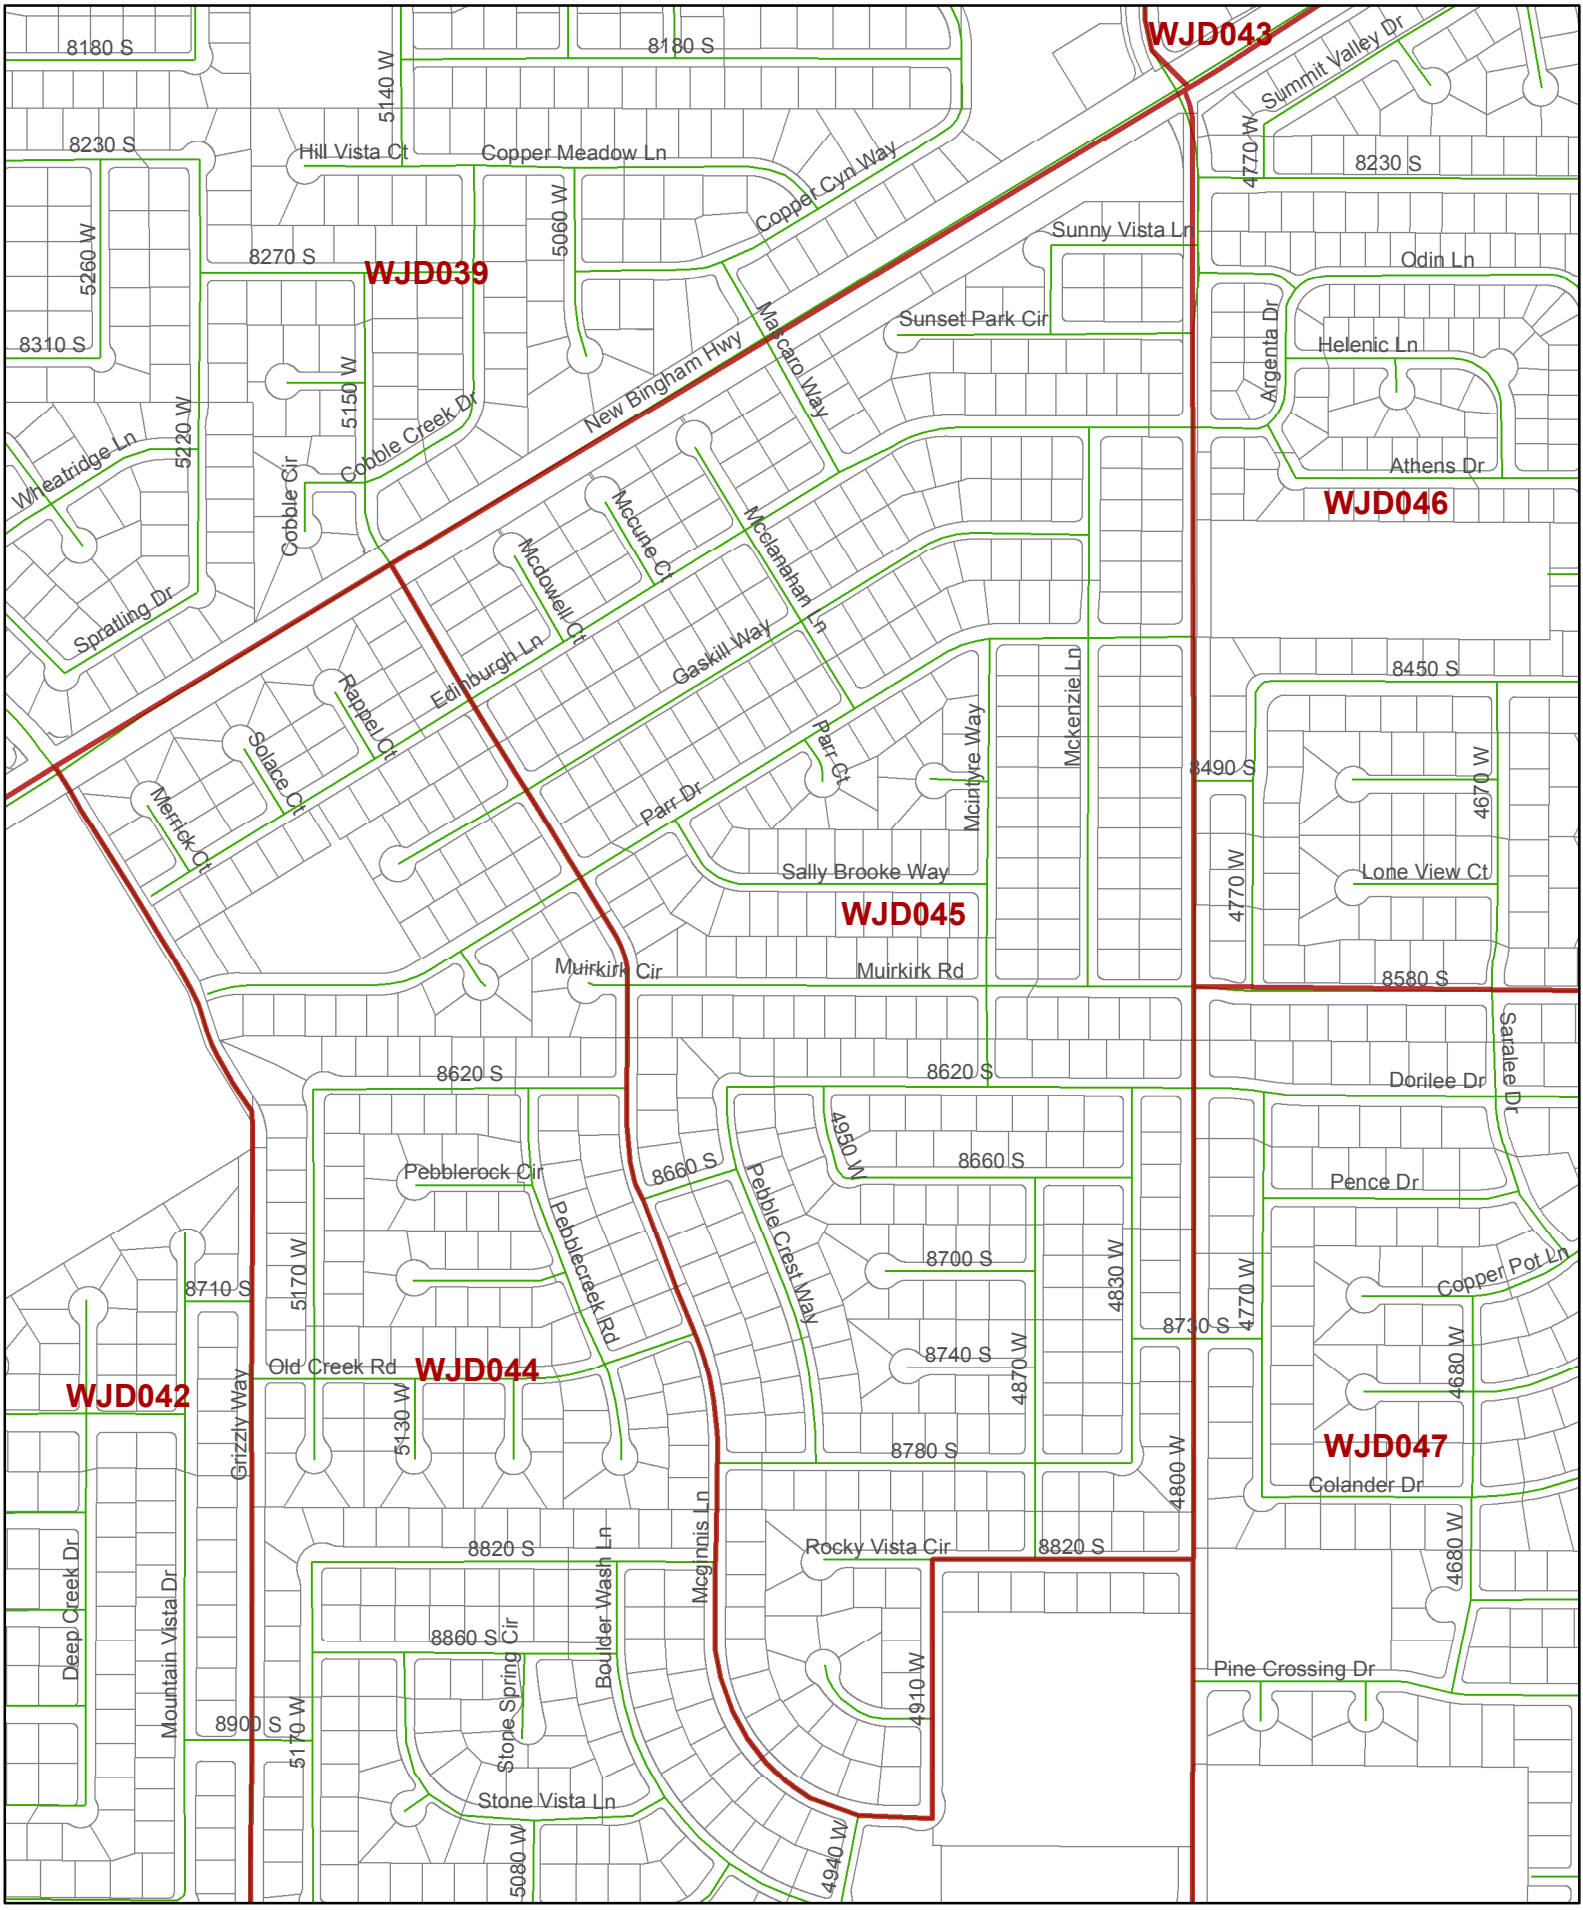 WJD043
8180 S
8180 S
Summit Valley Dr
5140 W
8230 S
Hill Vista Ct
Copper Meadow Ln
4770 W
8230 S
Copper Cyn Way
5060 W
Sunny Vista Ln
5260 W
8270 S
WJD039
Odin Ln
Sunset Park Cir
Argenta Dr
8310 S
Mascaro Way
Helenic Ln
New Bingham Hwy
5150 W
5220 W
Cobble Creek Dr
Wheatridge Ln
Athens Dr
WJD046
Cobble Cir
Mccune Ct
Mcclanahan Ln
Mcdowell Ct
Spratling Dr
Gaskill Way
Edinburgh Ln
8450 S
Rappel Ct
Mckenzie Ln
Solace Ct
Parr Ct
Mcintyre Way
8490 S
4670 W
Merrick Ct
Parr Dr
Sally Brooke Way
4770 W
Lone View Ct
WJD045
Muirkirk Cir
Muirkirk Rd
8580 S
Saralee Dr
8620 S
8620 S
Dorilee Dr
4950 W
Pebblerock Cir
8660 S
8660 S
Pence Dr
Pebble Crest Way
Pebblecreek Rd
8700 S
Copper Pot Ln
8710 S
5170 W
4830 W
4770 W
8730 S
Old Creek Rd
WJD044
8740 S
4870 W
4680 W
WJD042
5130 W
Grizzly Way
8780 S
WJD047
4800 W
Colander Dr
Mcginnis Ln
8820 S
Rocky Vista Cir
8820 S
4680 W
Deep Creek Dr
Mountain Vista Dr
Boulder Wash Ln
8860 S
Stone Spring Cir
4910 W
Pine Crossing Dr
8900 S
5170 W
Stone Vista Ln
5080 W
4940 W